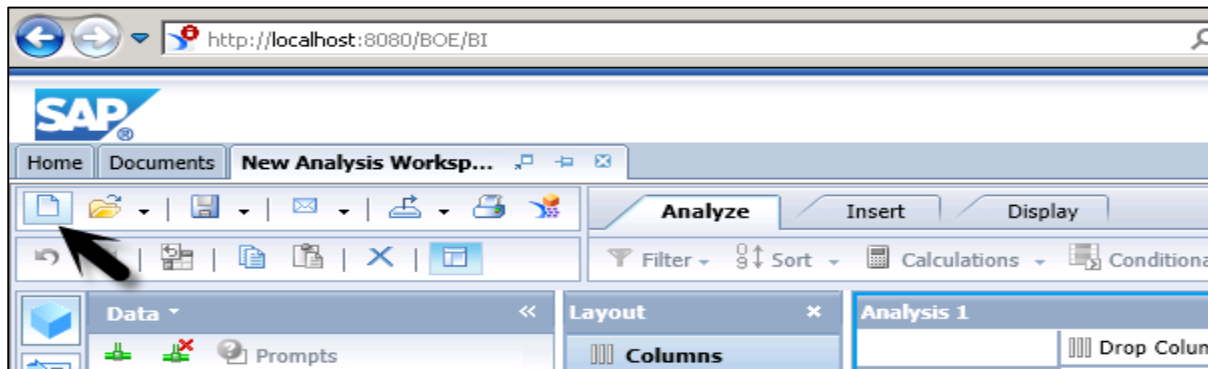 http://localhost:8080/BOE/BI
SAP®
Home Documents New Analysis Worksp...
Analyze Insert Display
Filter Sort Calculations Conditiona
Data Layout Analysis 1
Prompts Columns Drop Colum